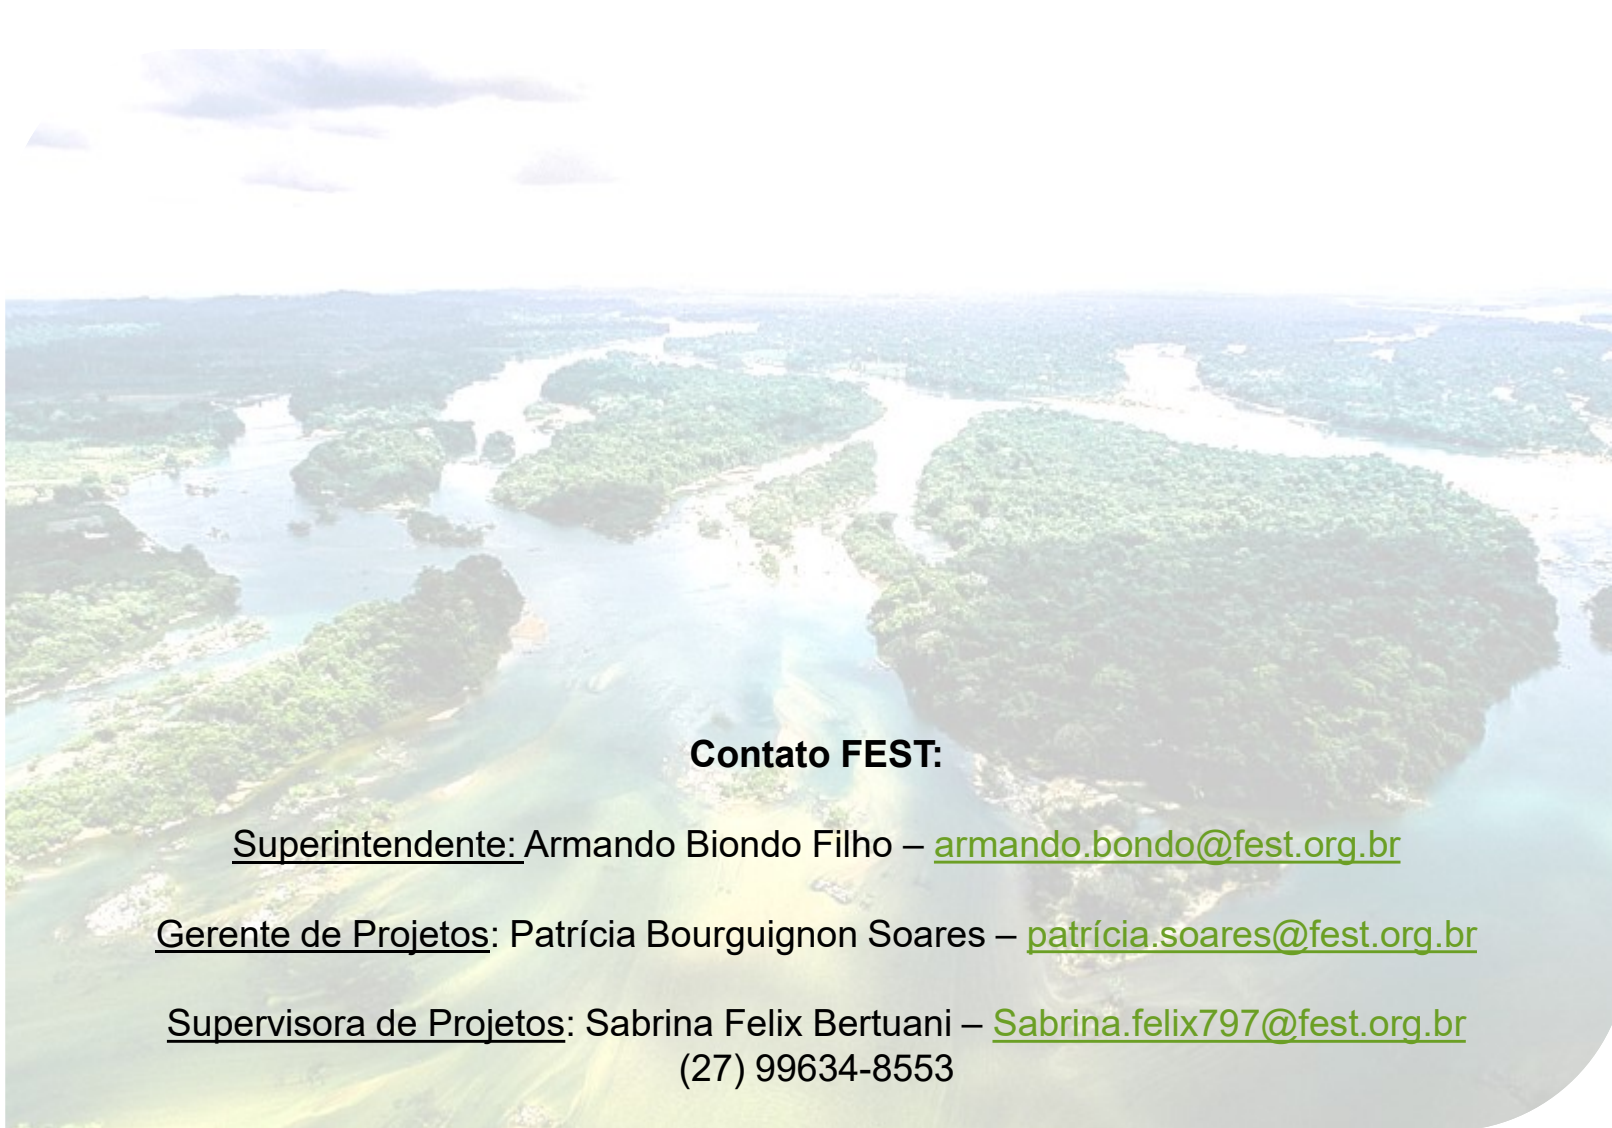 Contato FEST:
Superintendente: Armando Biondo Filho – armando.bondo@fest.org.br
Gerente de Projetos: Patrícia Bourguignon Soares – patrícia.soares@fest.org.br
Supervisora de Projetos: Sabrina Felix Bertuani – Sabrina.felix797@fest.org.br
(27) 99634-8553